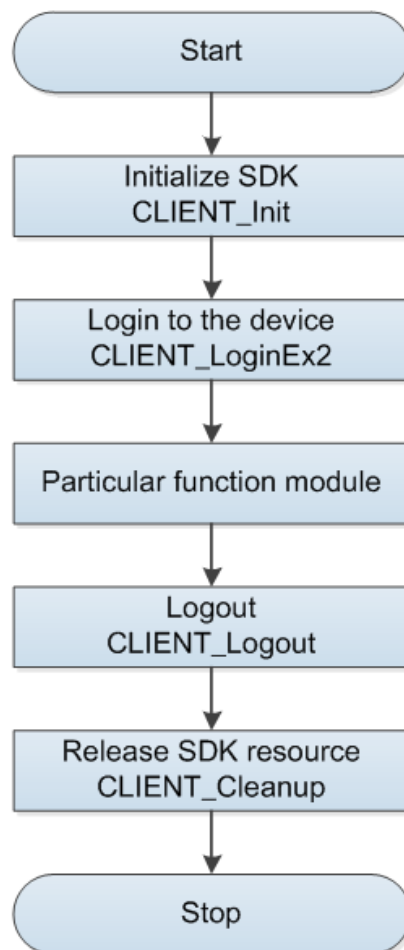 Start
Initialize SDK
CLIENT_Init
Login to the device
CLIENT_LoginEx2
Particular function module
Logout
CLIENT_Logout
Release SDK resource
CLIENT_Cleanup
Stop